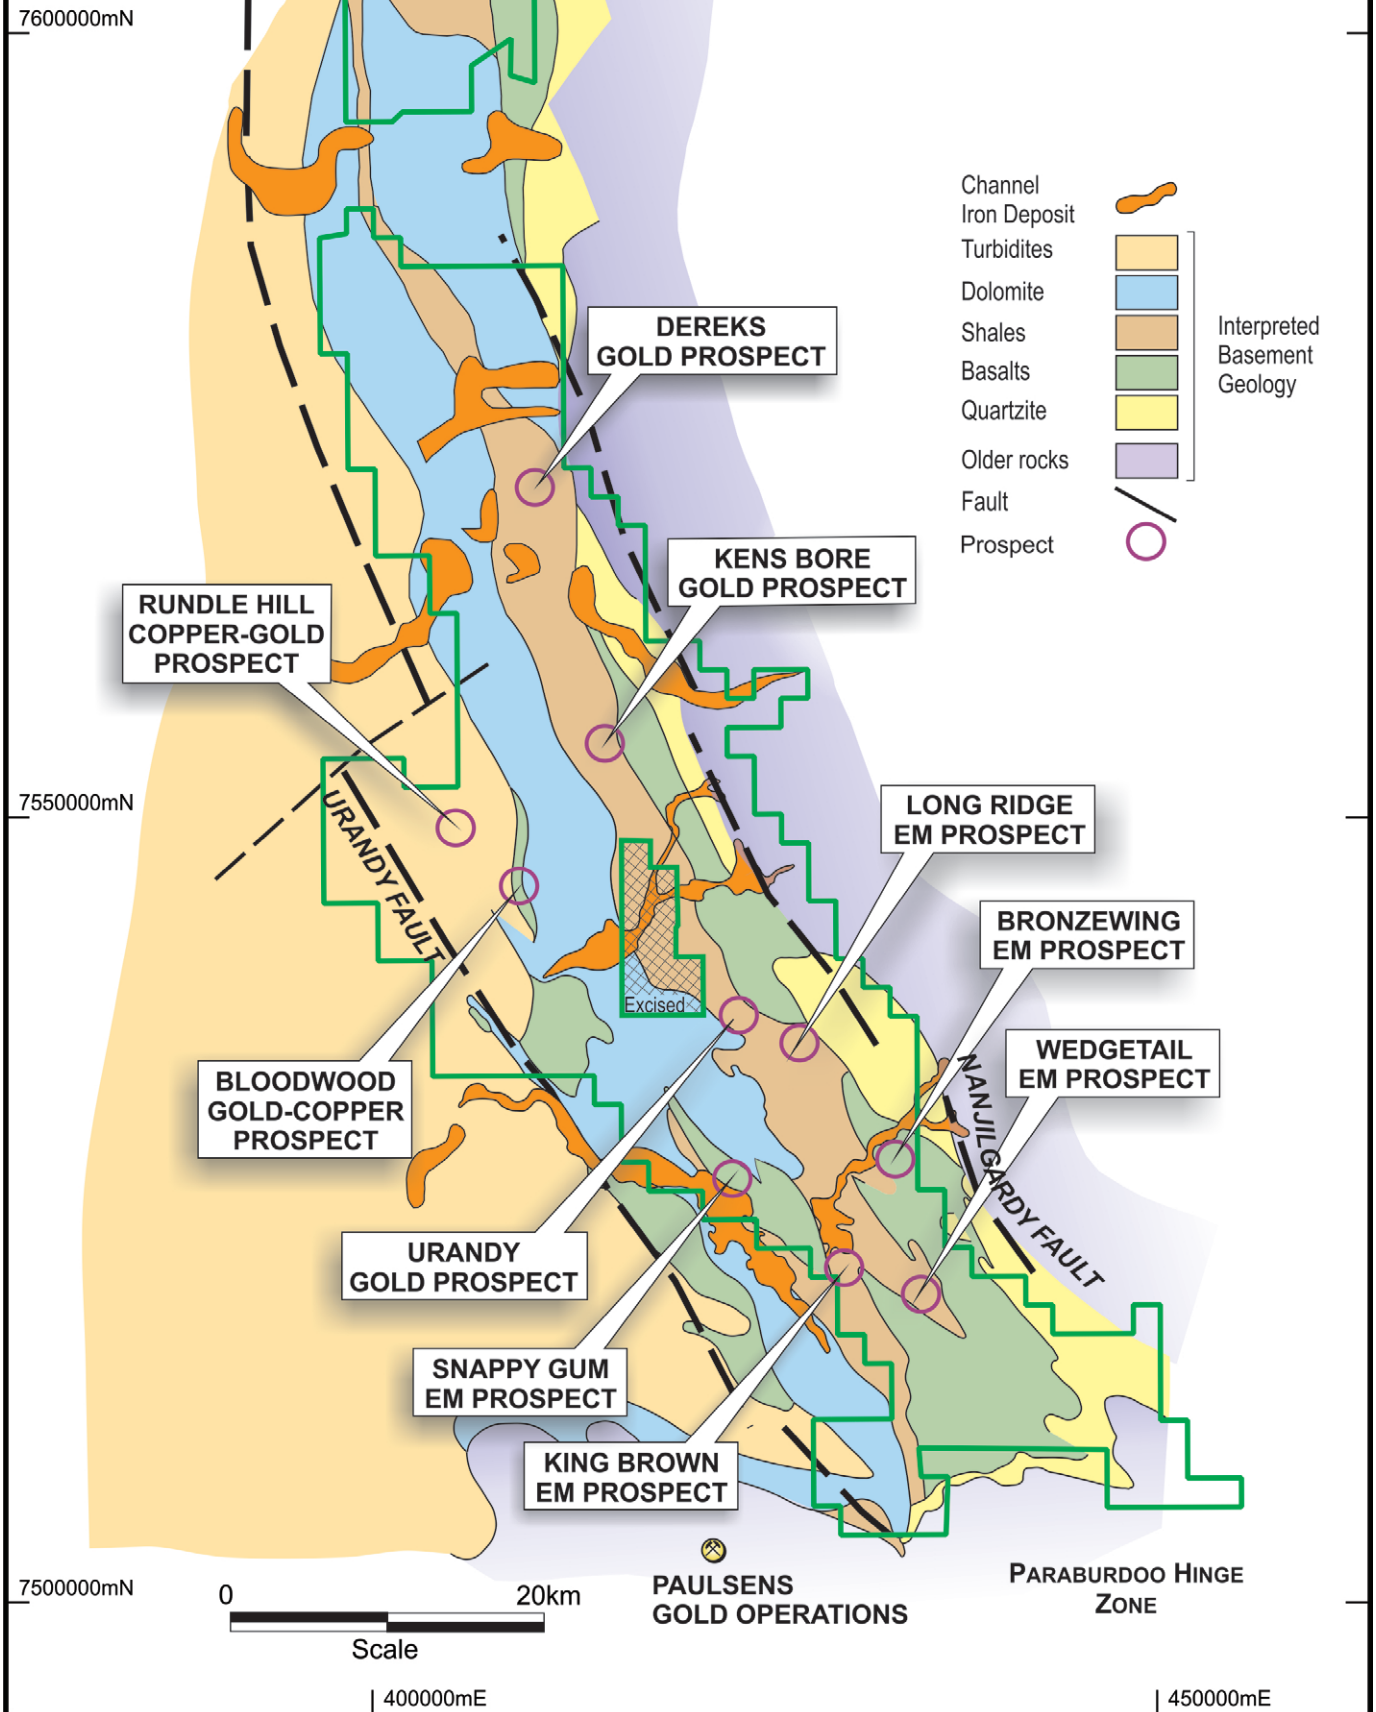 7600000mN
Channel
Iron Deposit
Turbidites
Dolomite
Shales
Basalts
Quartzite
Older rocks
Fault
Prospect
Interpreted
Basement
Geology
DEREKS
GOLD PROSPECT
KENS BORE
GOLD PROSPECT
RUNDLE HILL
COPPER-GOLD
PROSPECT
7550000mN
URANDY FAULT
LONG RIDGE
EM PROSPECT
BRONZEWING
EM PROSPECT
Excised
WEDGETAIL
EM PROSPECT
BLOODWOOD
GOLD-COPPER
PROSPECT
NANJILGARDY FAULT
URANDY
GOLD PROSPECT
SNAPPY GUM
EM PROSPECT
KING BROWN
EM PROSPECT
7500000mN
0 20km
Scale
PAULSENS
GOLD OPERATIONS
PARABURDOO HINGE
ZONE
400000mE
450000mE